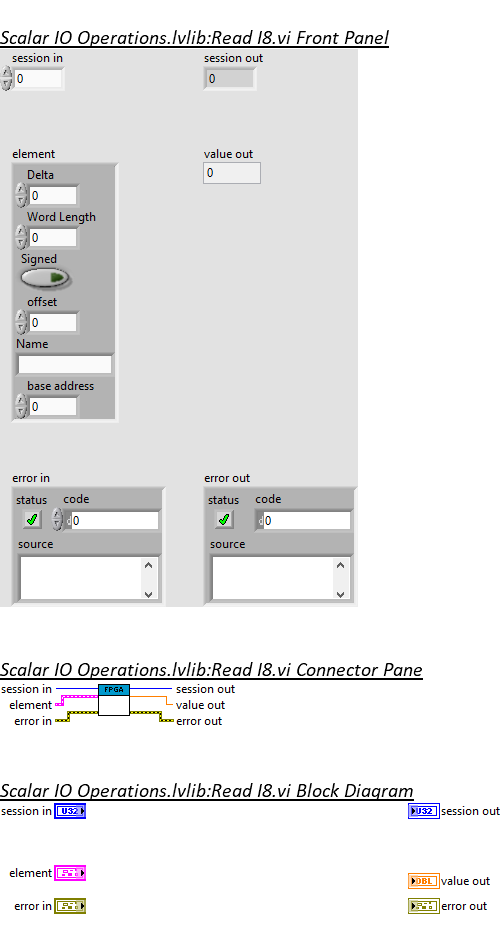 Scalar IO Operations.lvlib:Read I8.vi Front Panel
session in session out
0 0
element value out
0
Delta
0
Word Length
0
Signed
offset
0
Name
base address
0
error in error out
status code status code
d0 d0
source source
Scalar IO Operations.lvlib:Read I8.vi Connector Pane
session in FPGA session out
element value out
error in error out
Scalar IO Operations.lvlib:Read I8.vi Block Diagram
session in U32 U32 session out
element
DBL value out
error in error out